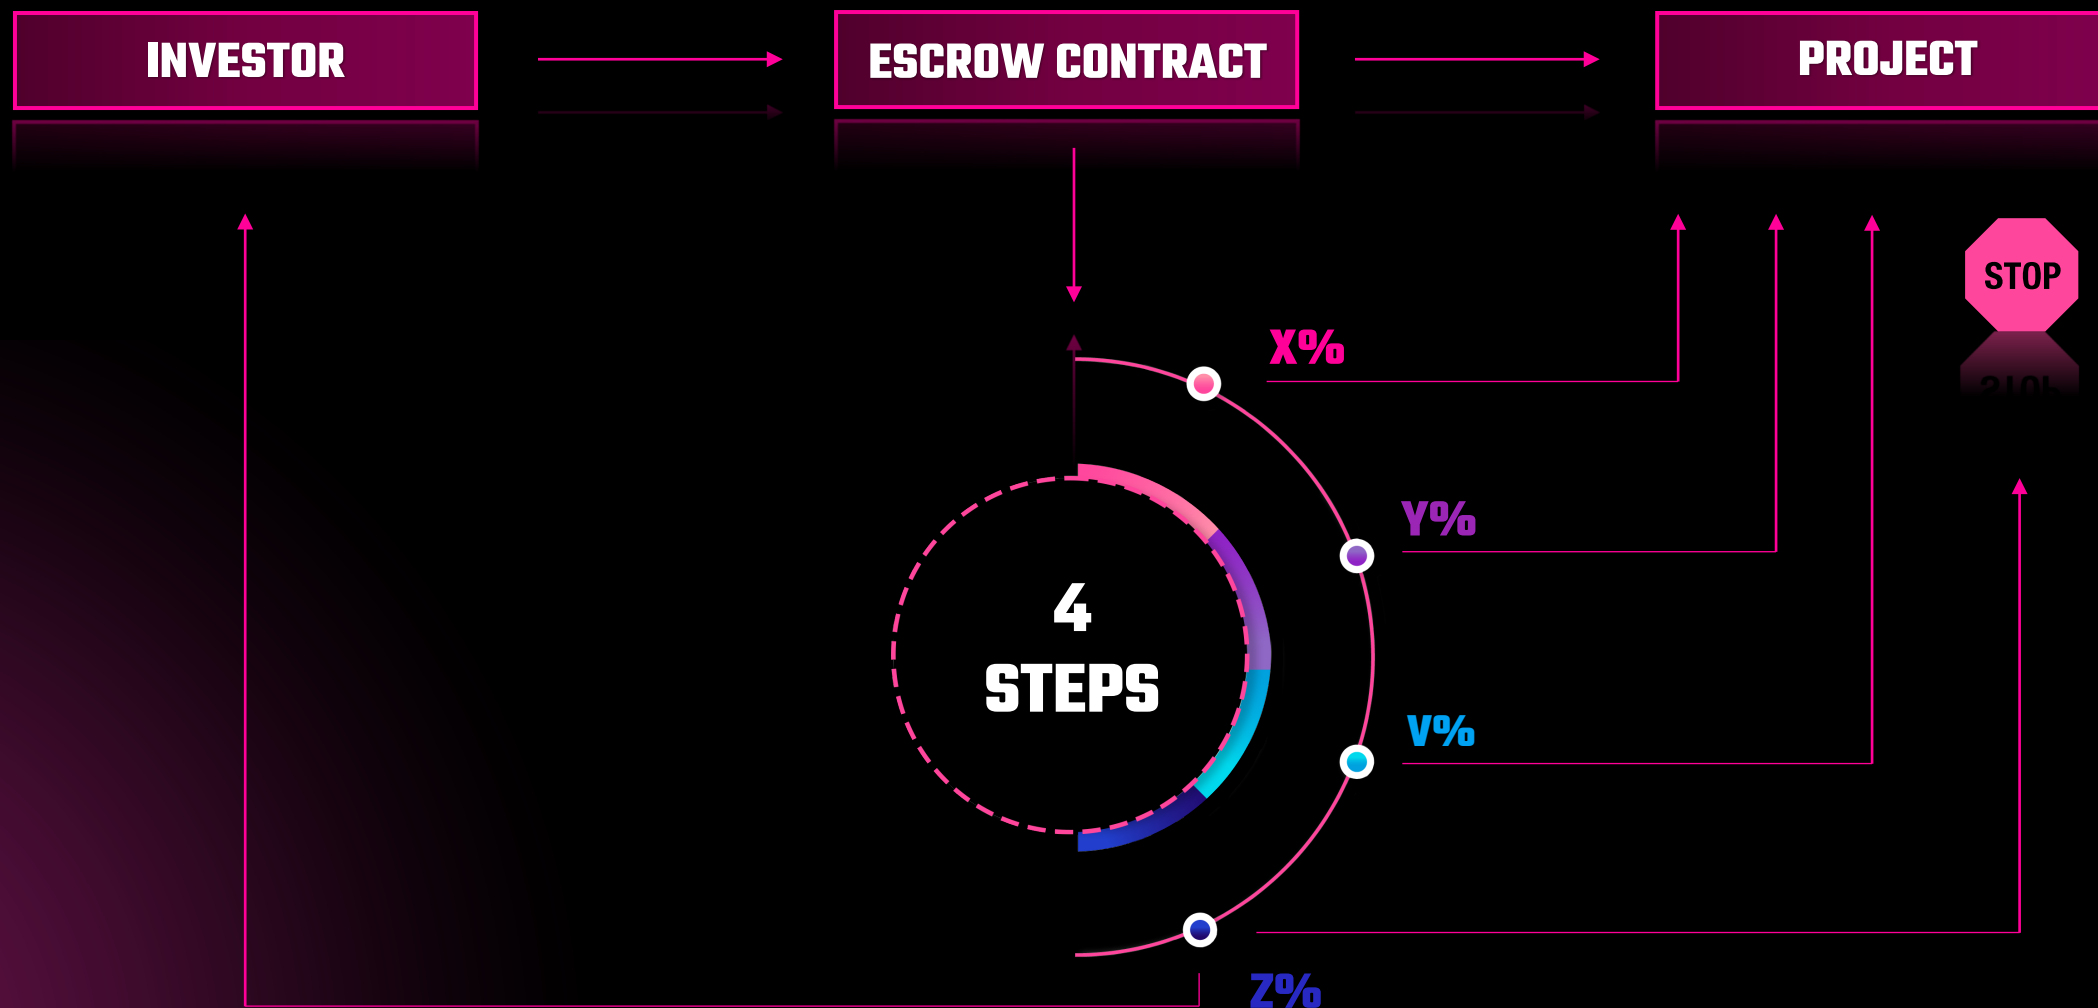 INVESTOR
ESCROW CONTRACT
PROJECT
STOP
X%
Y%
4
STEPS
V%
Z%